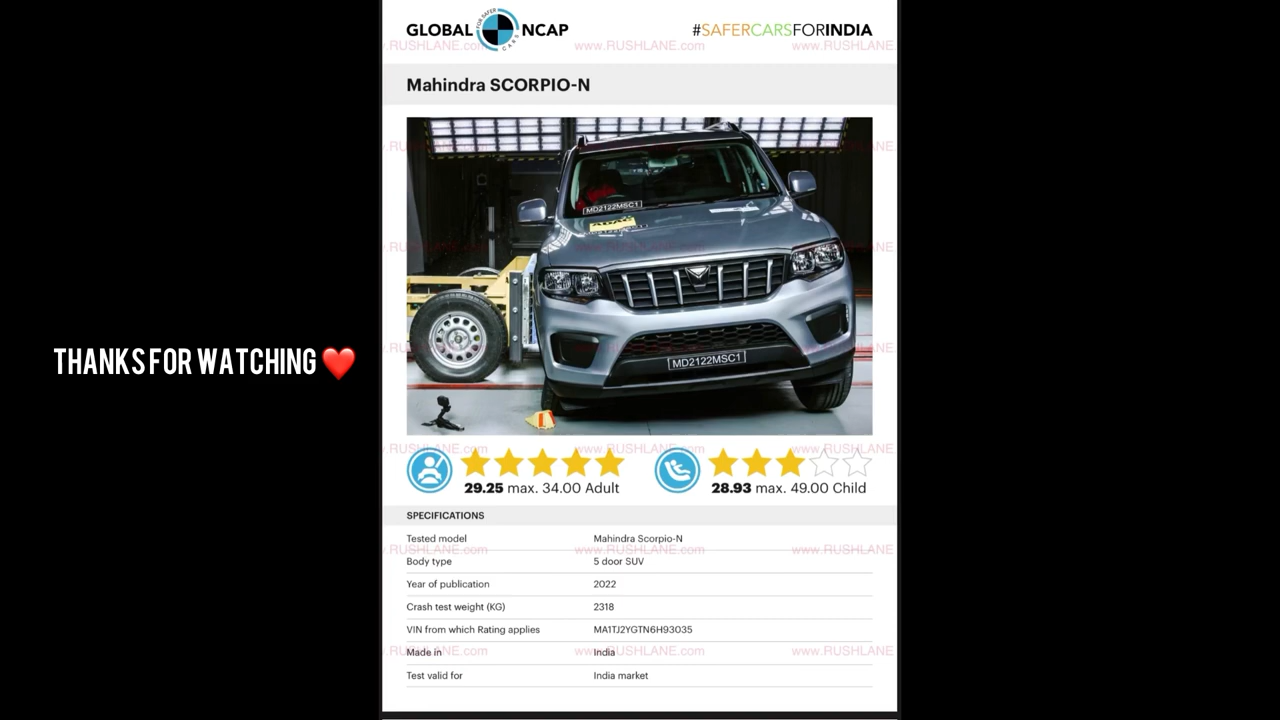 GLOBAL NCAP
FOR SAFER CARS
#SAFERCARSFORINDIA
www.RUSHLANE.com
Mahindra SCORPIO-N
MD2122MSC1
ADAC
MD2122MSC1
THANKS FOR WATCHING ❤️
29.25 max. 34.00 Adult
28.93 max. 49.00 Child
SPECIFICATIONS
Tested model Mahindra Scorpio-N
Body type 5 door SUV
Year of publication 2022
Crash test weight (KG) 2318
VIN from which Rating applies MA1TJ2YGTN6H93035
Made in India
Test valid for India market